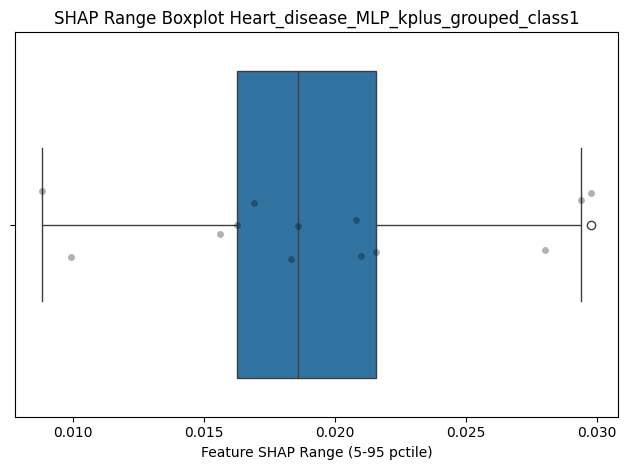 SHAP Range Boxplot Heart_disease_MLP_kplus_grouped_class1
0.010 0.015 0.020 0.025 0.030
Feature SHAP Range (5-95 pctile)